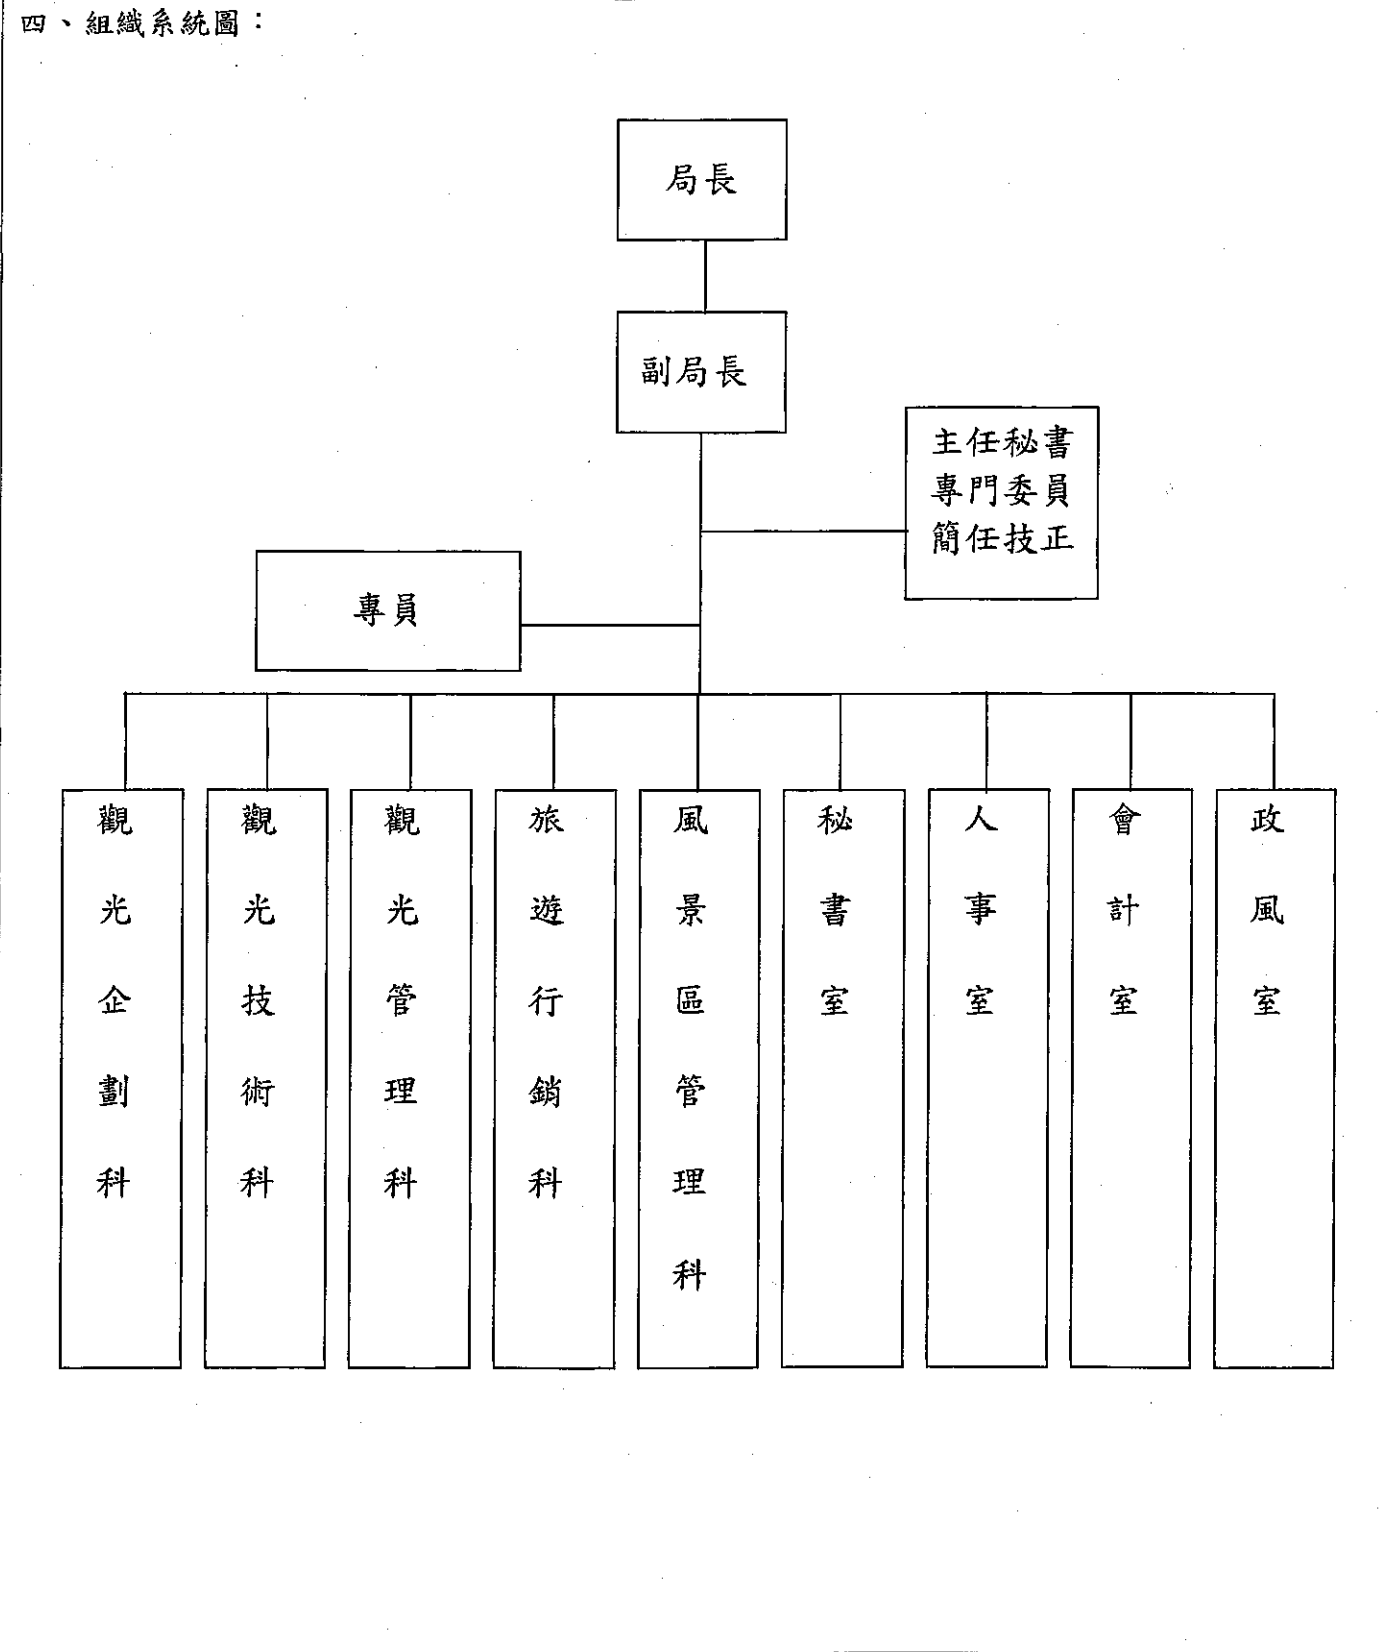 四、組織系統圖：
局長
副局長
主任秘書
專門委員
簡任技正
專員
觀光企劃科
觀光技術科
觀光管理科
旅遊行銷科
風景區管理科
秘書室
人事室
會計室
政風室